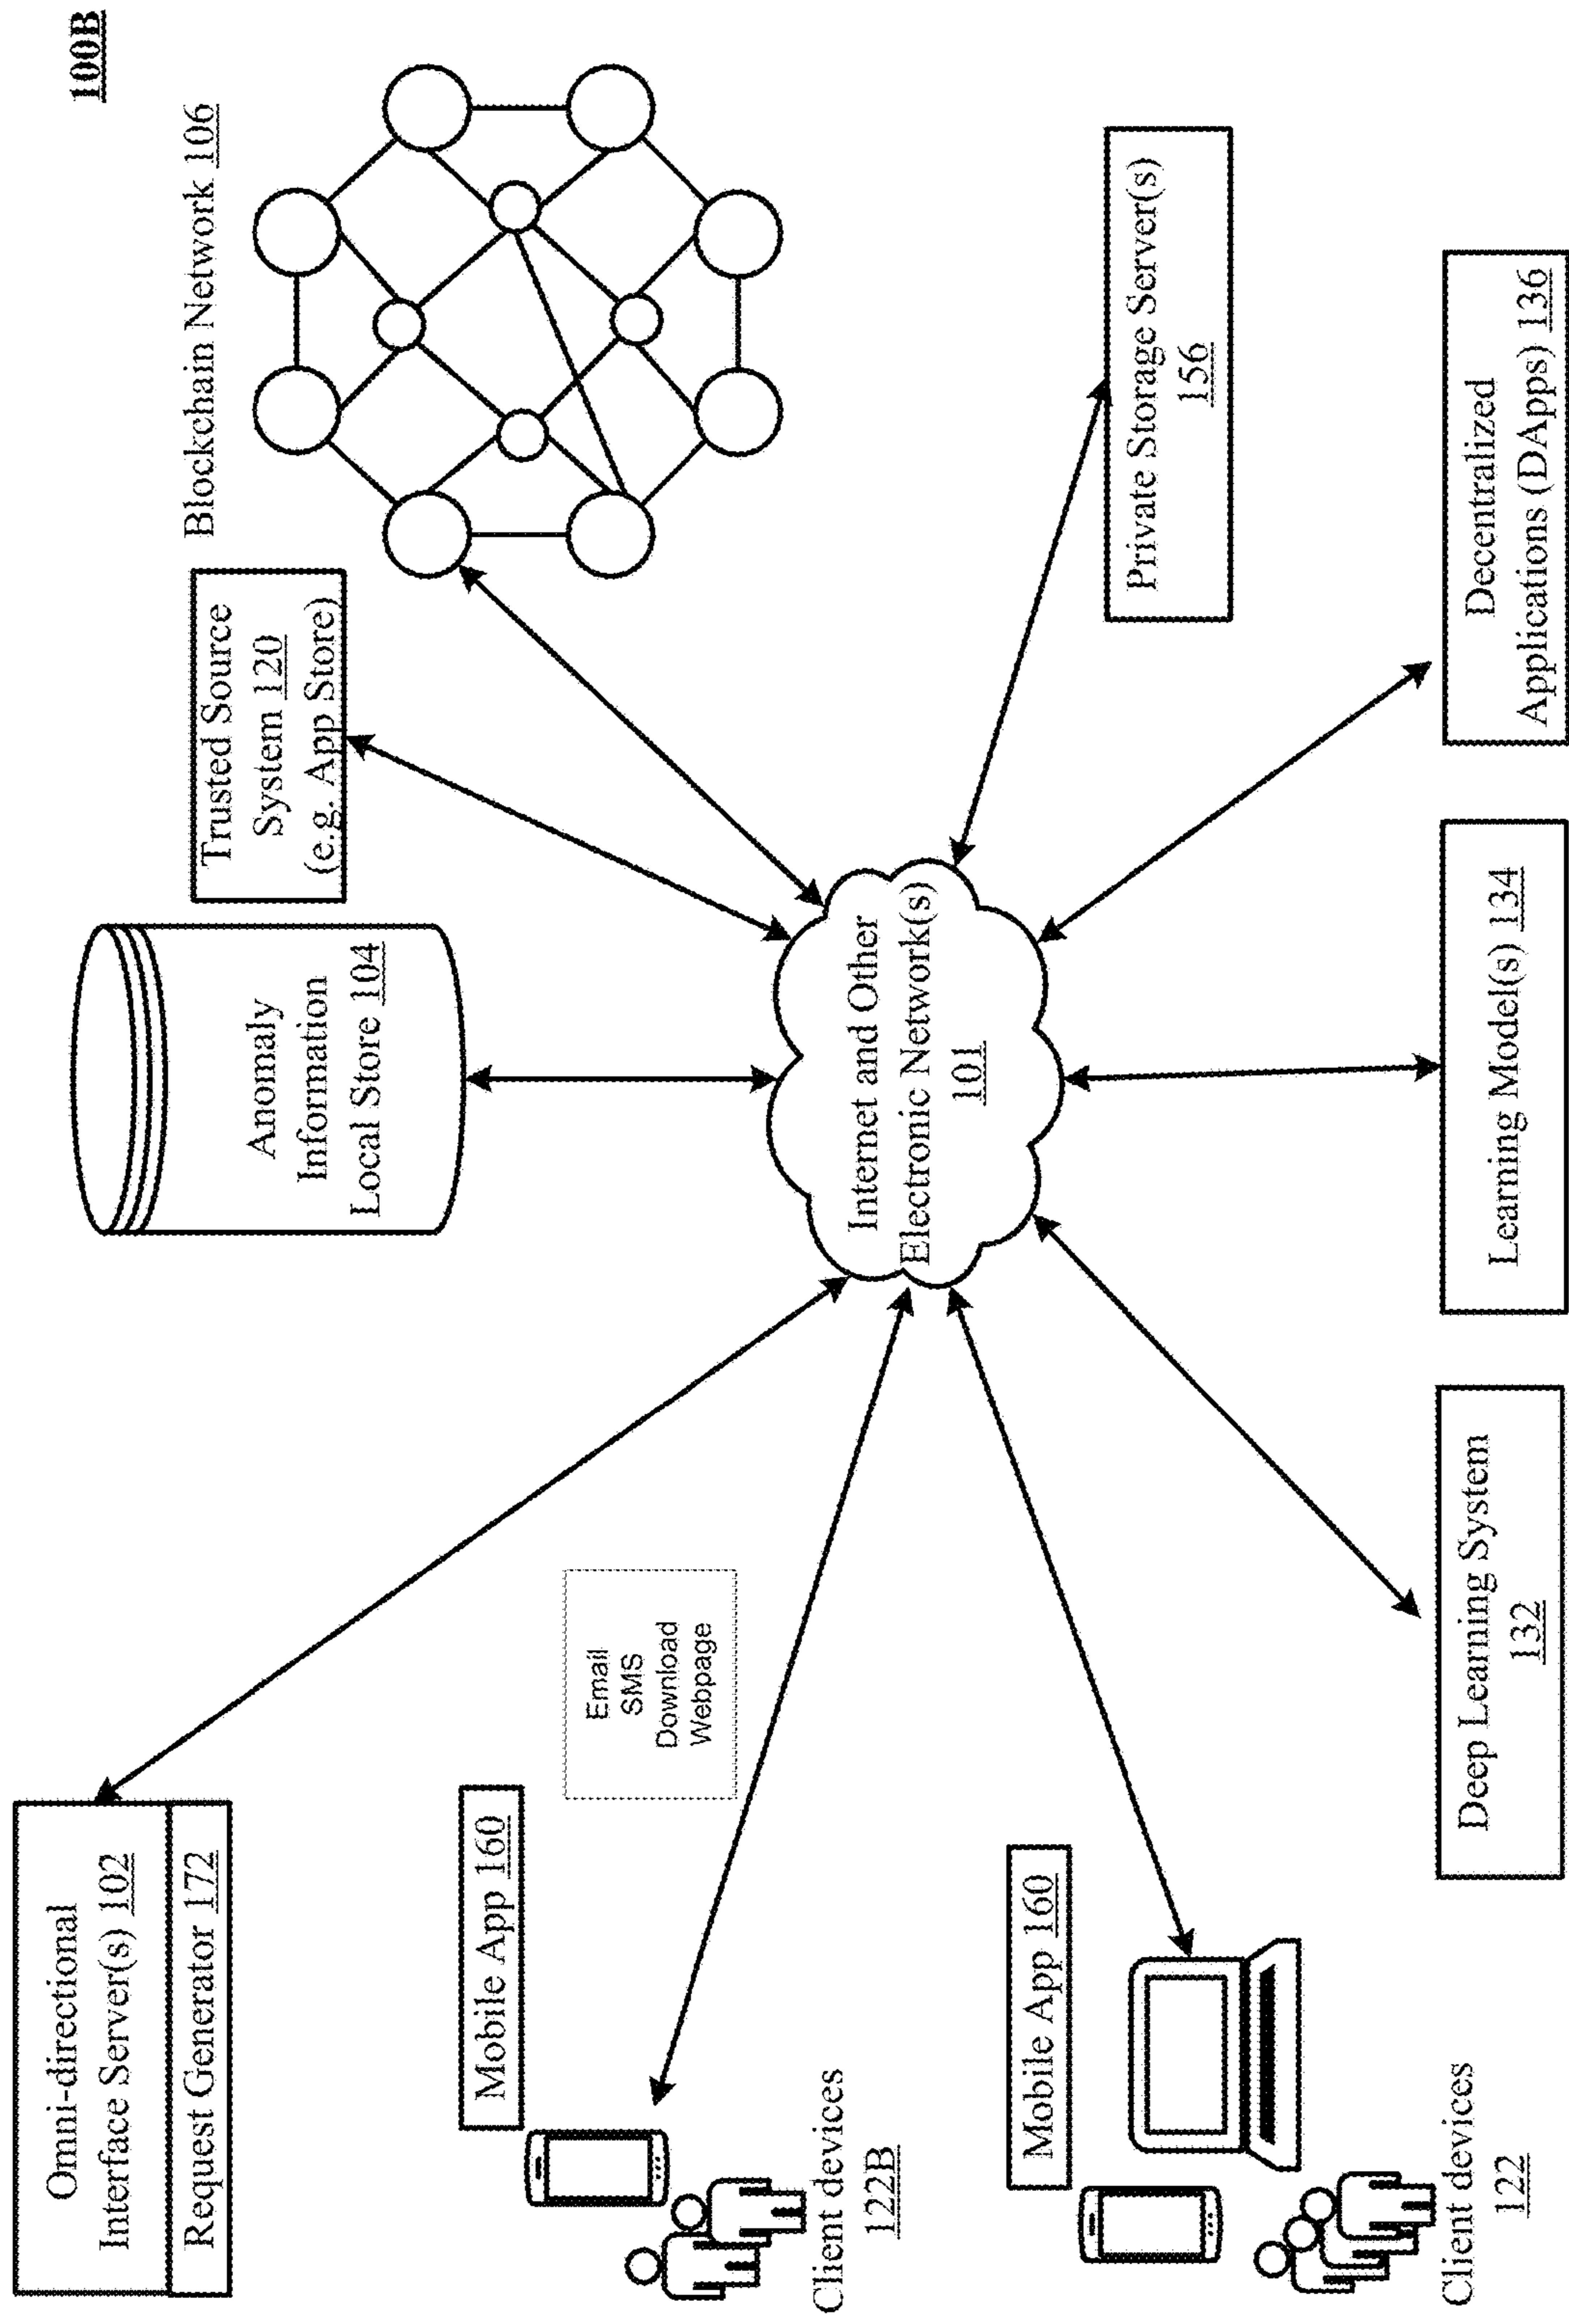 100B
Omni-directional
Interface Server(s) 102
Request Generator 172
Anomaly
Information
Local Store 104
Trusted Source
System 120
(e.g. App Store)
Blockchain Network 106
Mobile App 160
Email
SMS
Download
Webpage
Client devices
122B
Internet and Other
Electronic Network(s)
101
Private Storage Server(s)
156
Mobile App 160
Client devices
122
Deep Learning System
132
Learning Model(s) 134
Decentralized
Applications (DApps) 136